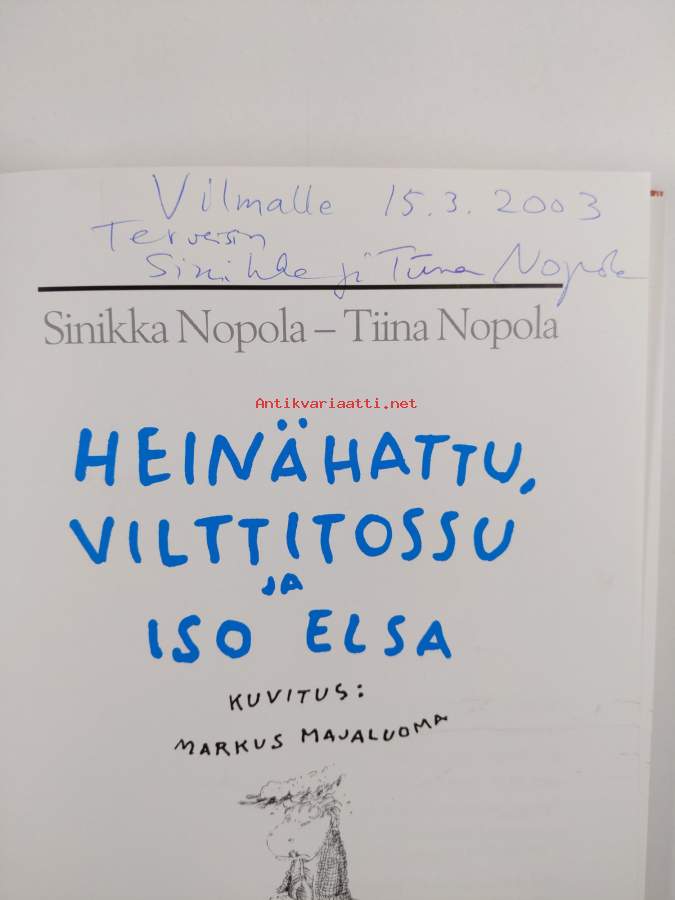 Vilmalle 15.3.2003
Terveisin
Sinikka ja Tiina Nopola
Sinikka Nopola – Tiina Nopola
Antikvariaatti.net
HEINÄHATTU,
VILTTITOSSU
JA
ISO ELSA
KUVITUS:
MARKUS MAJALUOMA